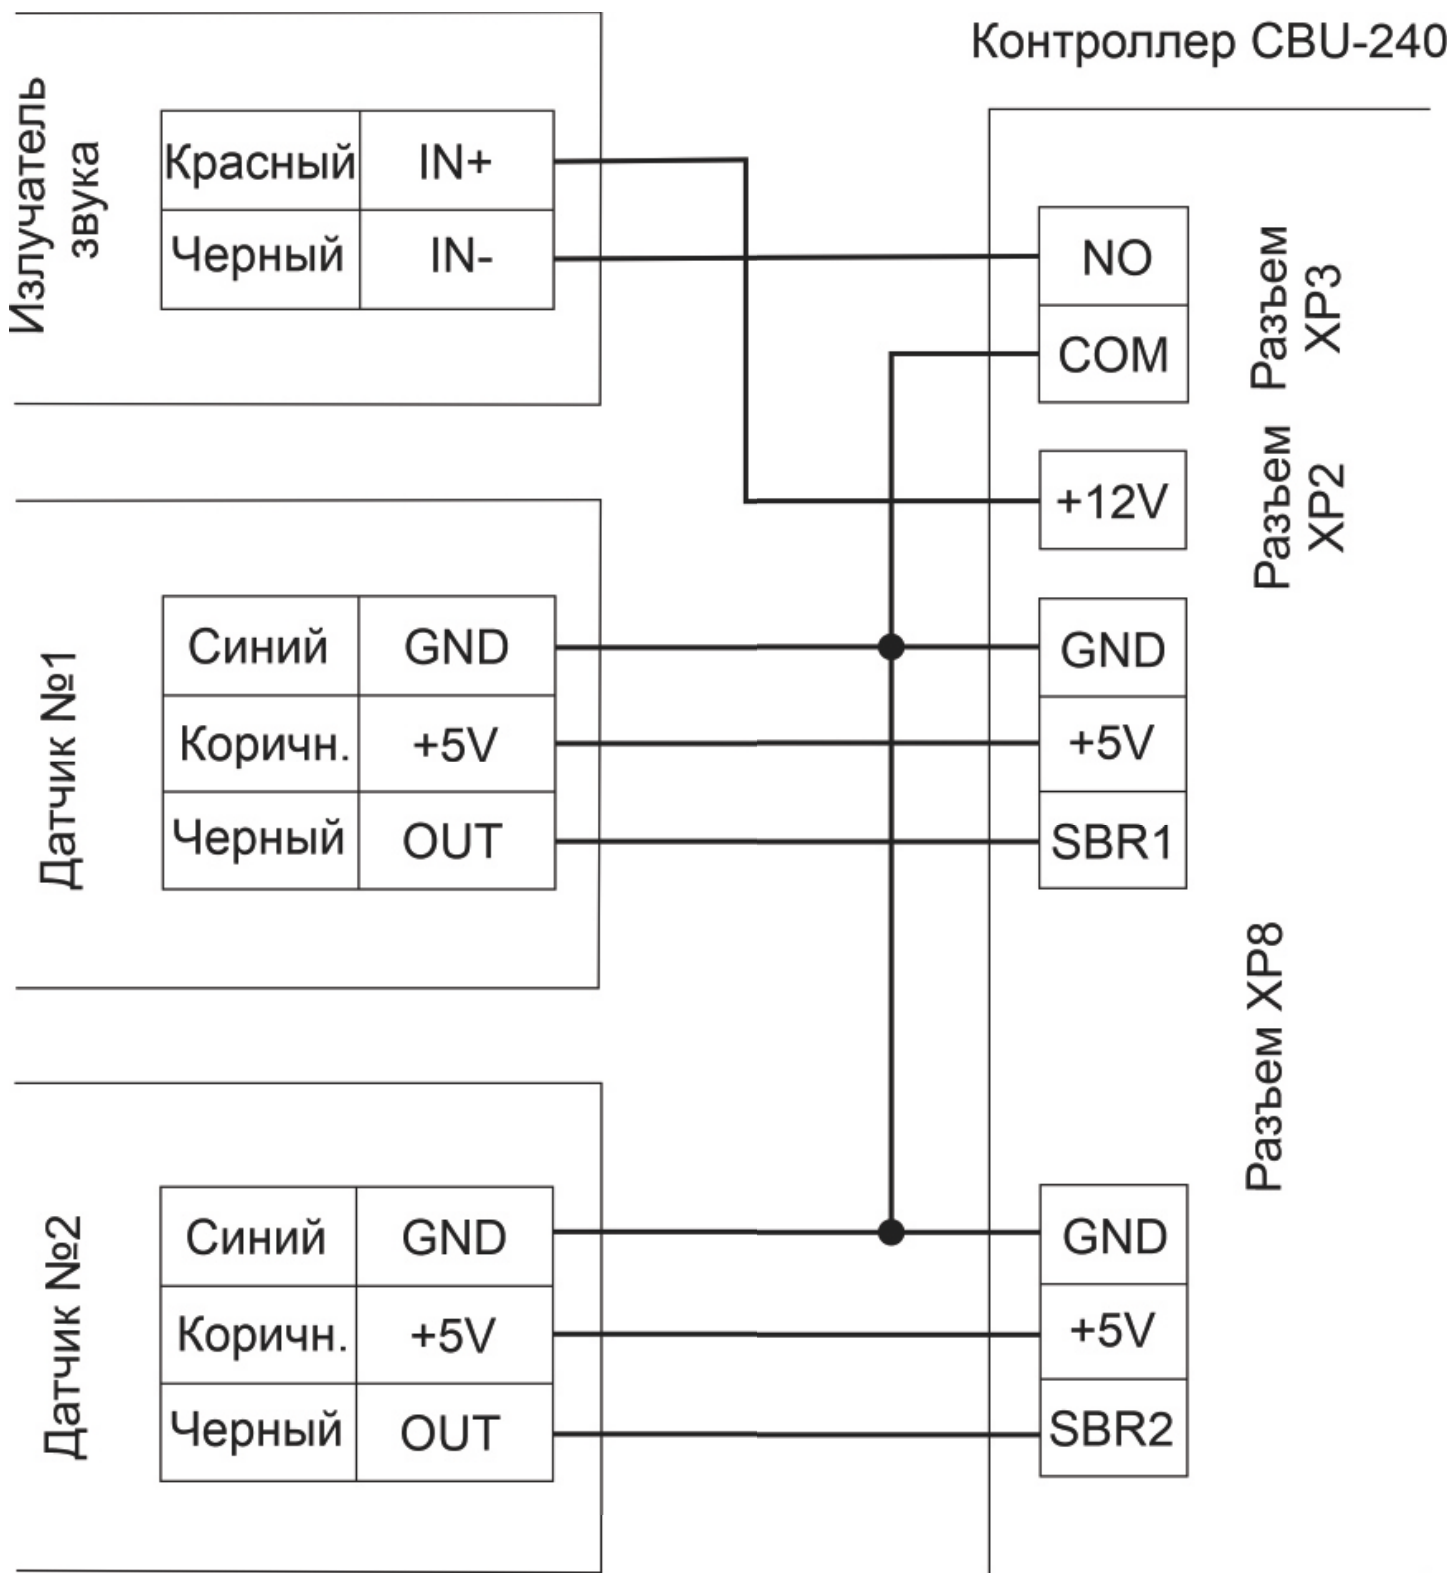 Контроллер CBU-240
Излучатель
звука
Красный IN+
Черный IN-
NO
COM
Разъем
XP3
+12V
Разъем
XP2
Датчик №1
Синий GND
Коричн. +5V
Черный OUT
GND
+5V
SBR1
Разъем XP8
Датчик №2
Синий GND
Коричн. +5V
Черный OUT
GND
+5V
SBR2